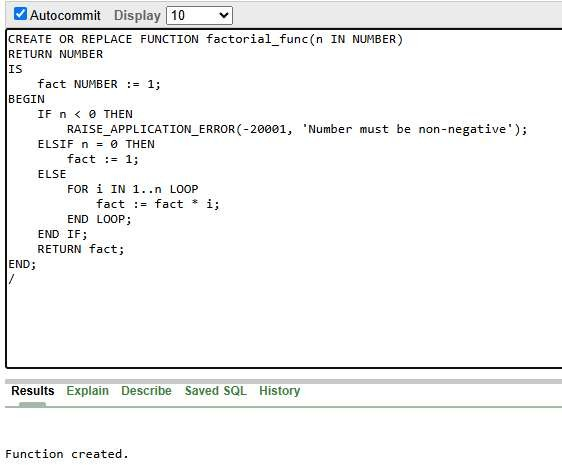 Autocommit Display 10
CREATE OR REPLACE FUNCTION factorial_func(n IN NUMBER)
RETURN NUMBER
IS
    fact NUMBER := 1;
BEGIN
    IF n < 0 THEN
        RAISE_APPLICATION_ERROR(-20001, 'Number must be non-negative');
    ELSIF n = 0 THEN
        fact := 1;
    ELSE
        FOR i IN 1..n LOOP
            fact := fact * i;
        END LOOP;
    END IF;
    RETURN fact;
END;
/
Results Explain Describe Saved SQL History
Function created.